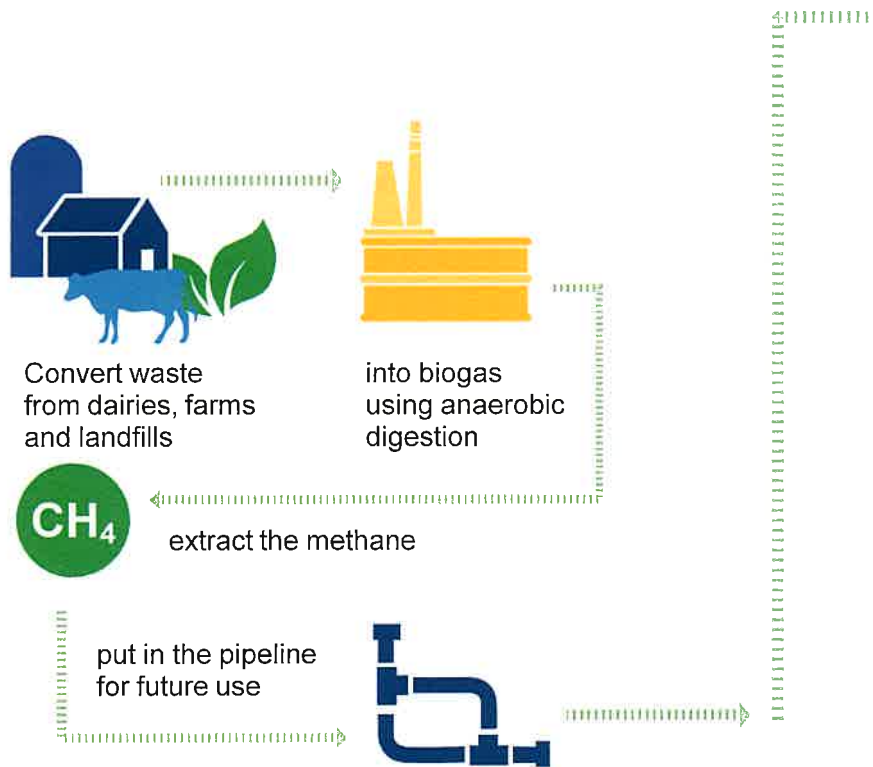 Convert waste
from dairies, farms
and landfills
into biogas
using anaerobic
digestion
CH₄
extract the methane
put in the pipeline
for future use